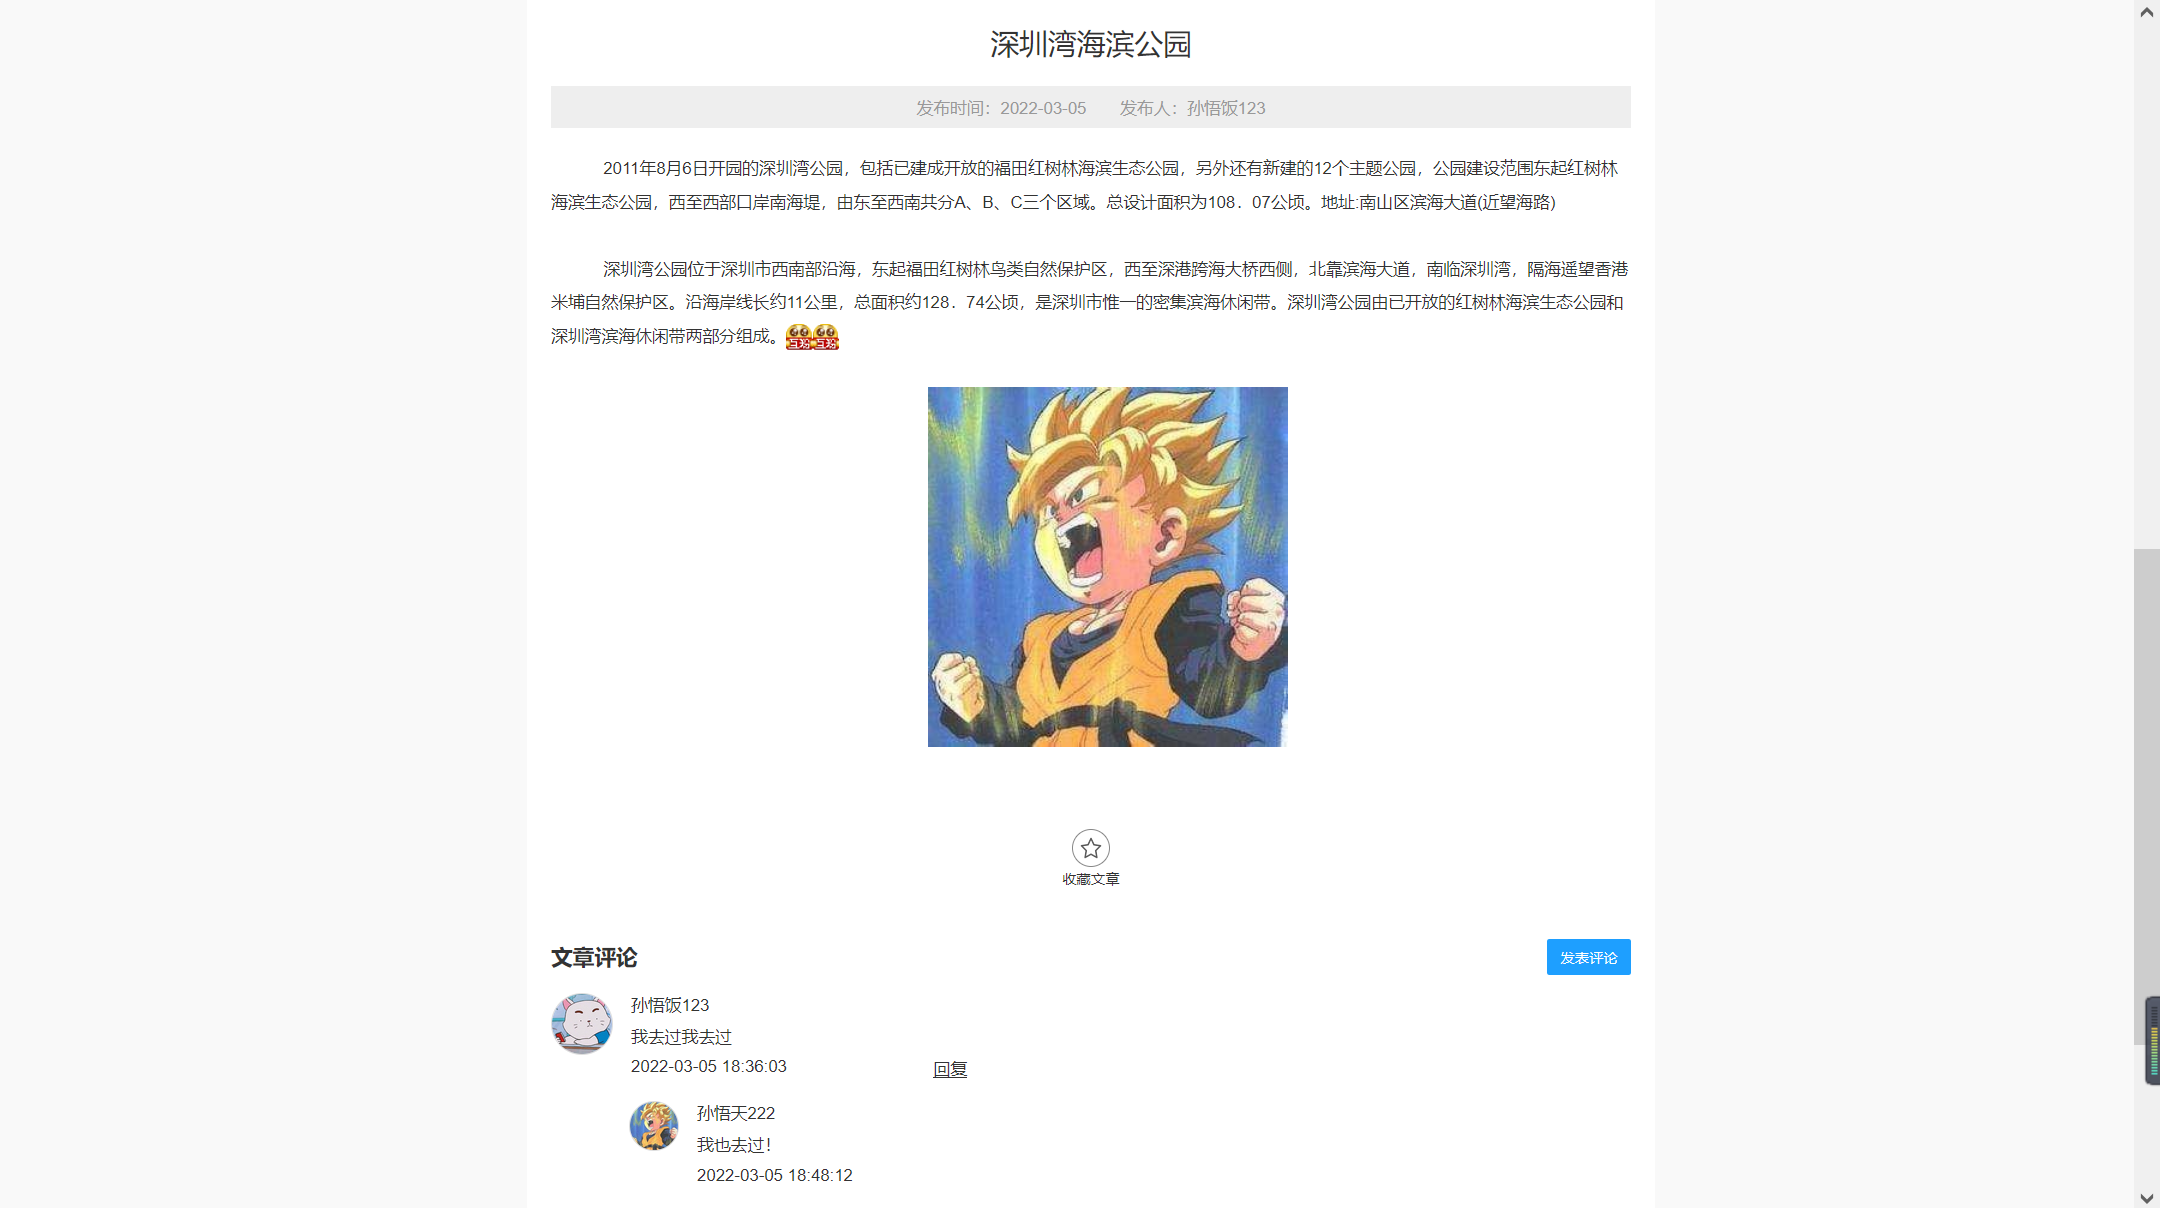 深圳湾海滨公园
发布时间：2022-03-05 发布人：孙悟饭123
2011年8月6日开园的深圳湾公园，包括已建成开放的福田红树林海滨生态公园，另外还有新建的12个主题公园，公园建设范围东起红树林
海滨生态公园，西至西部口岸南海堤，由东至西南共分A、B、C三个区域。总设计面积为108．07公顷。地址:南山区滨海大道(近望海路)
深圳湾公园位于深圳市西南部沿海，东起福田红树林鸟类自然保护区，西至深港跨海大桥西侧，北靠滨海大道，南临深圳湾，隔海遥望香港
米埔自然保护区。沿海岸线长约11公里，总面积约128．74公顷，是深圳市惟一的密集滨海休闲带。深圳湾公园由已开放的红树林海滨生态公园和
深圳湾滨海休闲带两部分组成。互粉互粉
收藏文章
文章评论
发表评论
孙悟饭123
我去过我去过
2022-03-05 18:36:03
回复
孙悟天222
我也去过！
2022-03-05 18:48:12